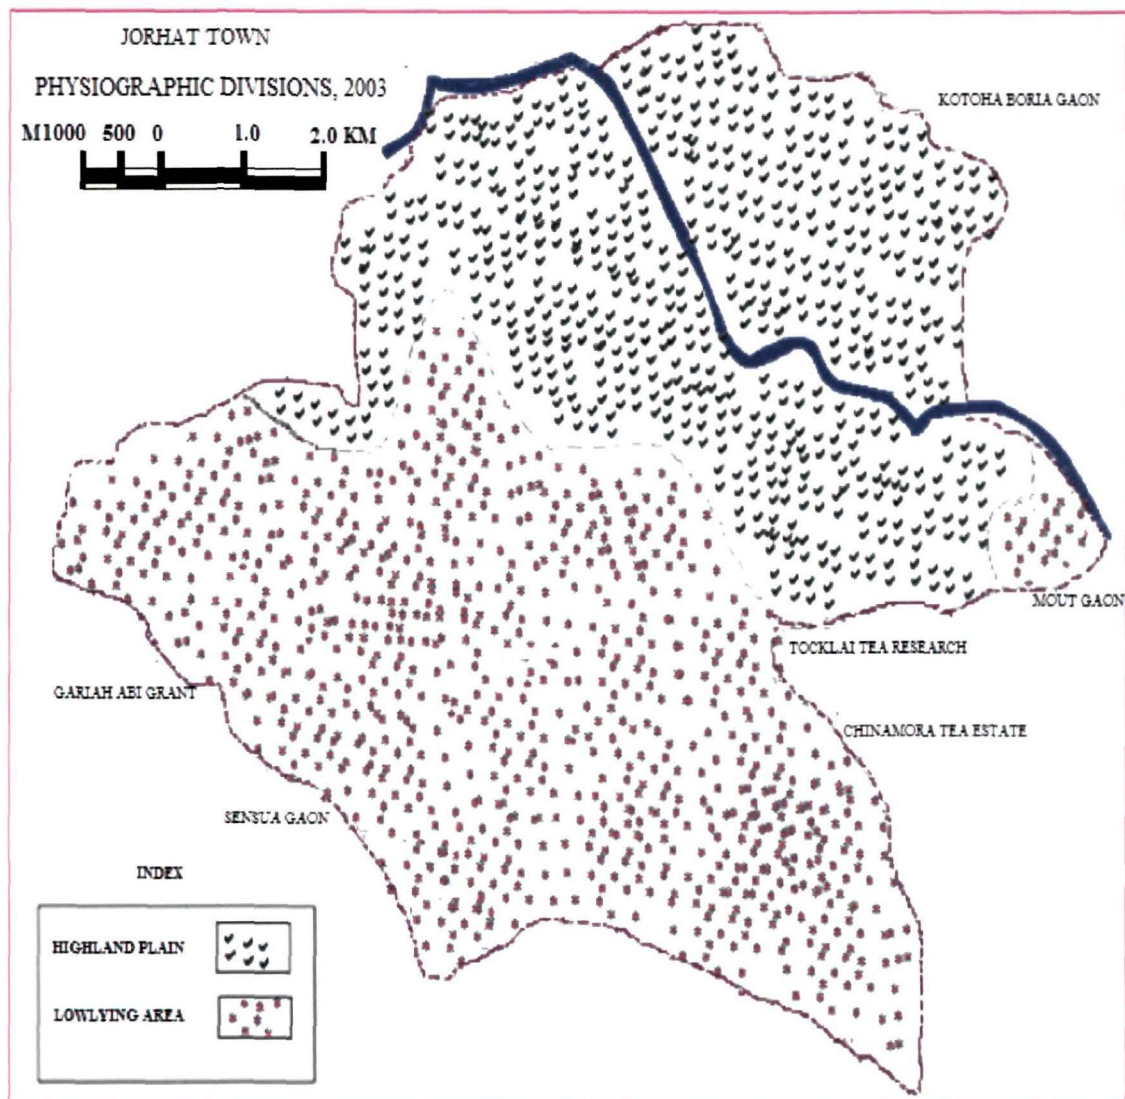 JORHAT TOWN
PHYSIOGRAPHIC DIVISIONS, 2003
M1000 500 0 1.0 2.0 KM
KOTOHA BORIA GAON
MOUT GAON
TOCKLAI TEA RESEARCH
GARIAH ABI GRANT
CHINAMORA TEA ESTATE
SENSUA GAON
INDEX
HIGHLAND PLAIN
LOWLYING AREA